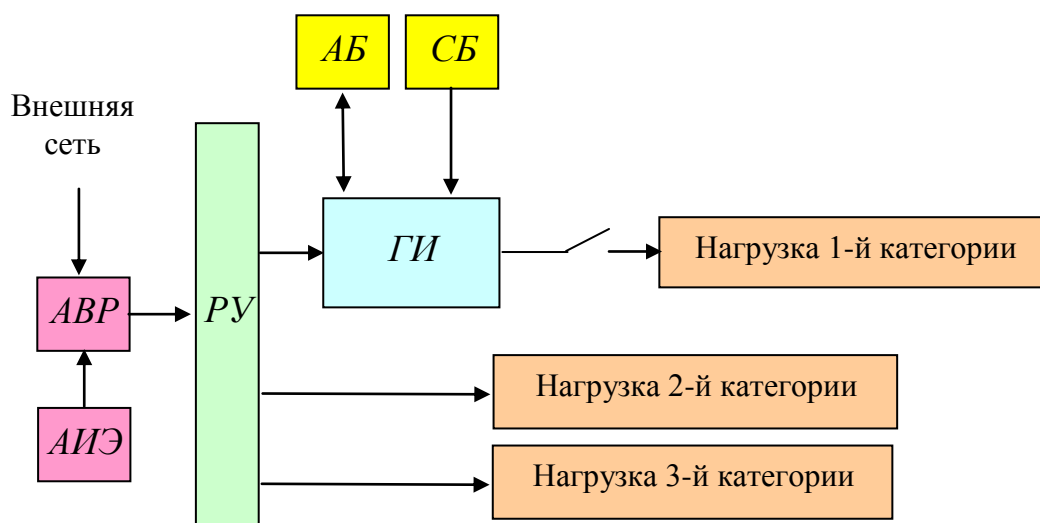 АБ
СБ
Внешняя
сеть
ГИ
Нагрузка 1-й категории
АВР
РУ
Нагрузка 2-й категории
АИЭ
Нагрузка 3-й категории